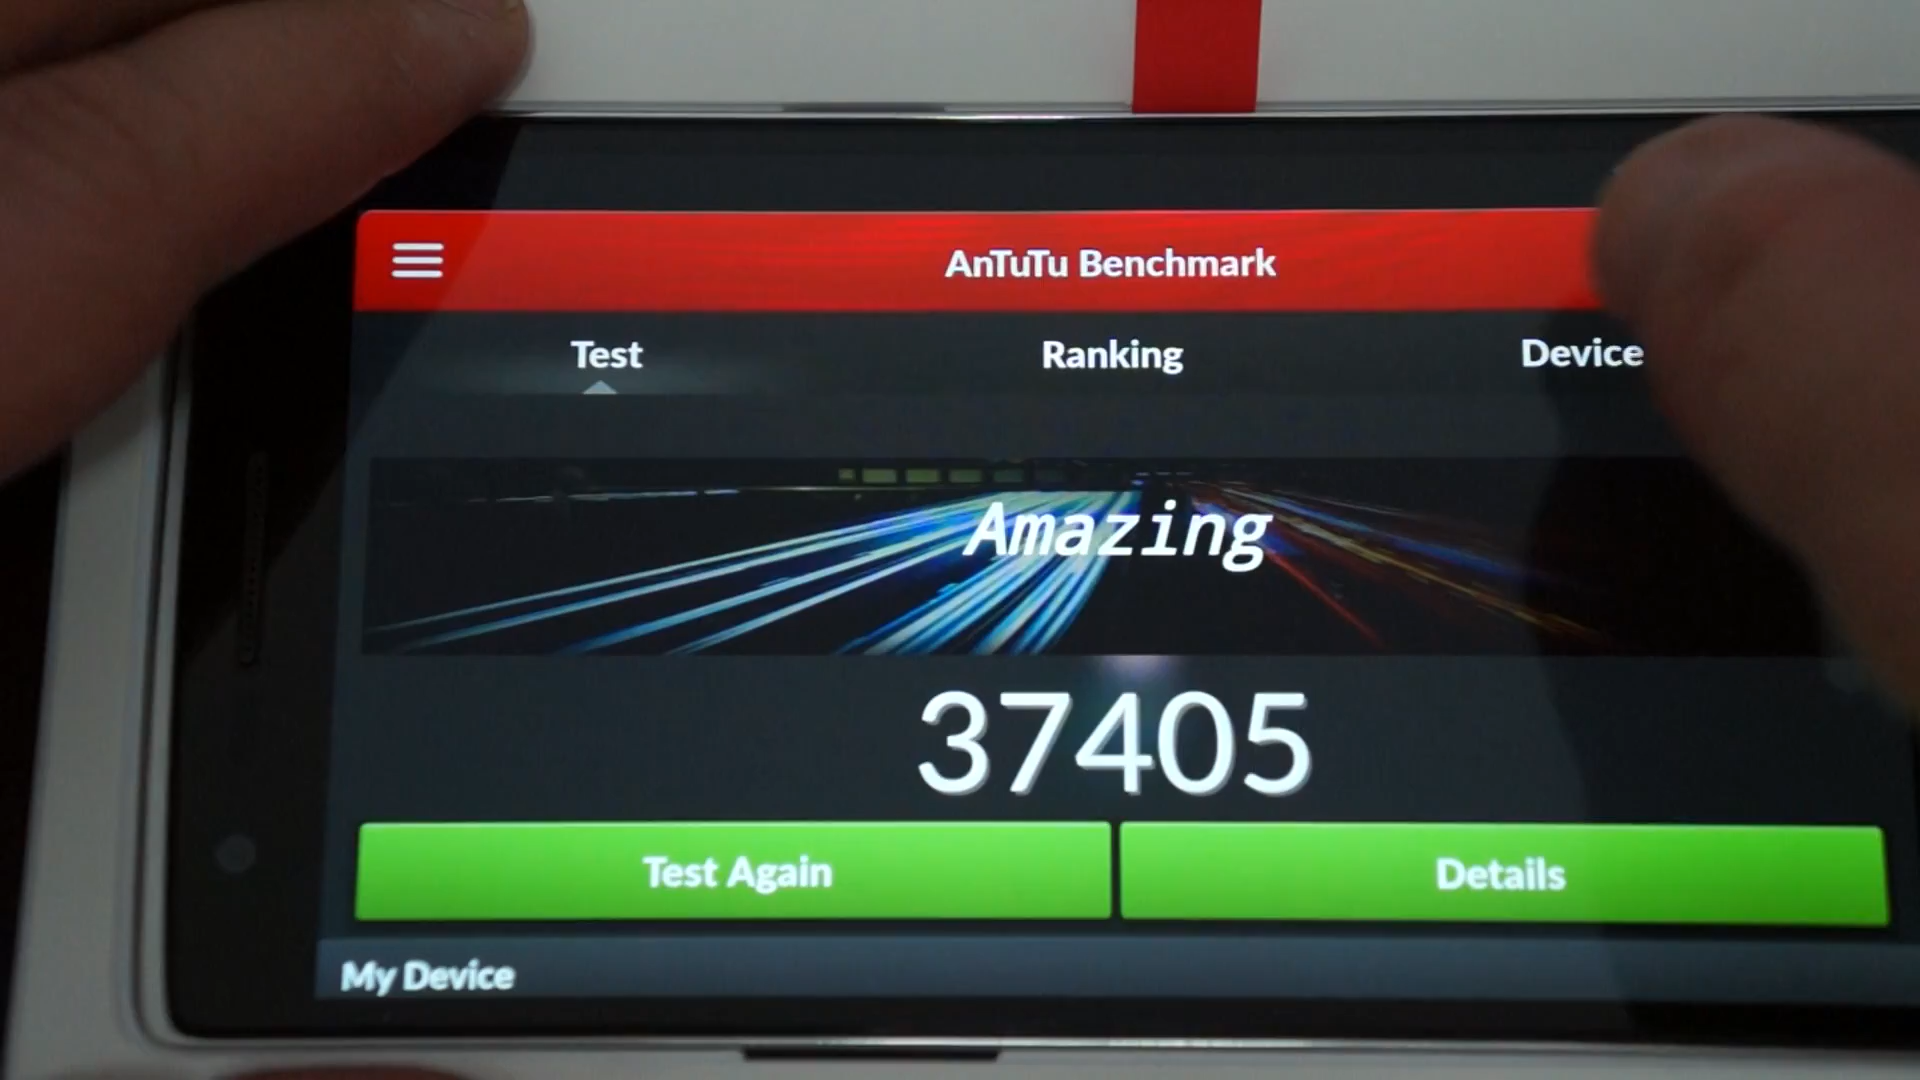 AnTuTu Benchmark
Test
Ranking
Device
Amazing
37405
Test Again
Details
My Device